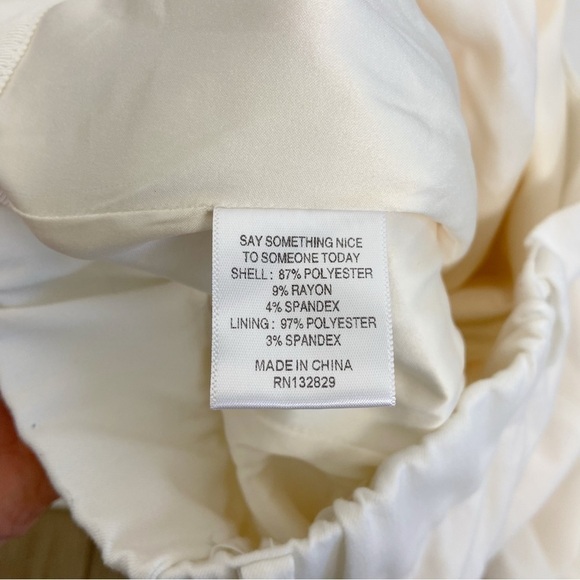 SAY SOMETHING NICE
TO SOMEONE TODAY
SHELL: 87% POLYESTER
9% RAYON
4% SPANDEX
LINING: 97% POLYESTER
3% SPANDEX
MADE IN CHINA
RN132829